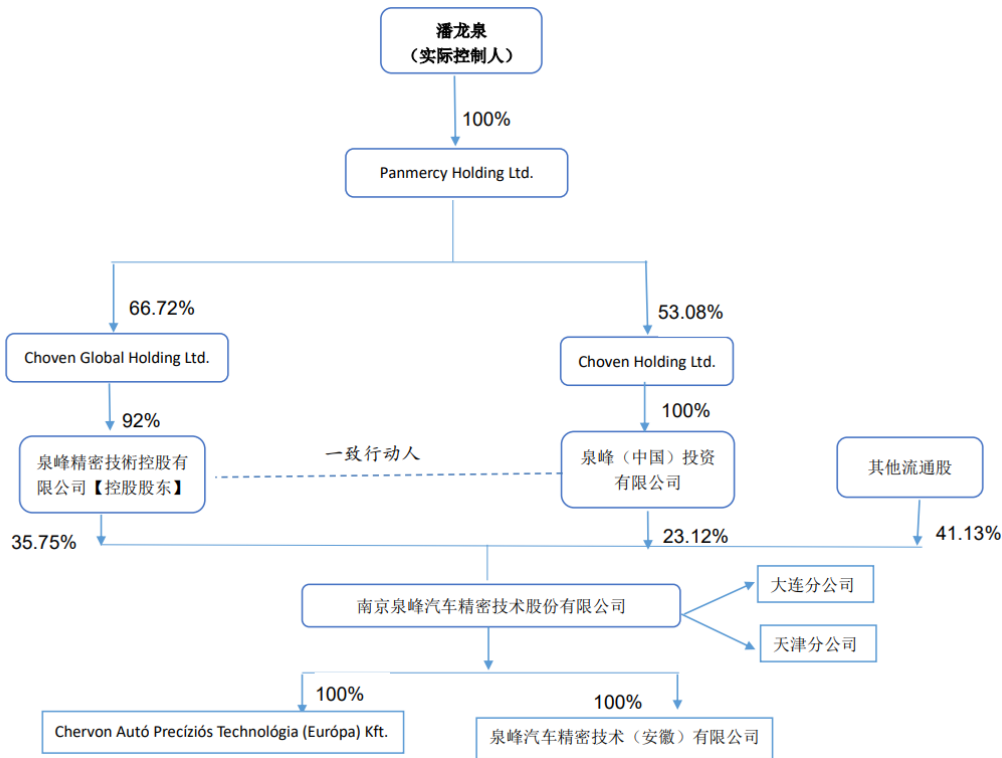 潘龙泉
（实际控制人）
100%
Panmercy Holding Ltd.
66.72%
53.08%
Choven Global Holding Ltd.
Choven Holding Ltd.
92%
100%
泉峰精密技術控股有
限公司【控股股东】
一致行动人
泉峰（中国）投资
有限公司
其他流通股
35.75%
23.12%
41.13%
南京泉峰汽车精密技术股份有限公司
大连分公司
天津分公司
100%
100%
Chervon Autó Precíziós Technológia (Európa) Kft.
泉峰汽车精密技术（安徽）有限公司